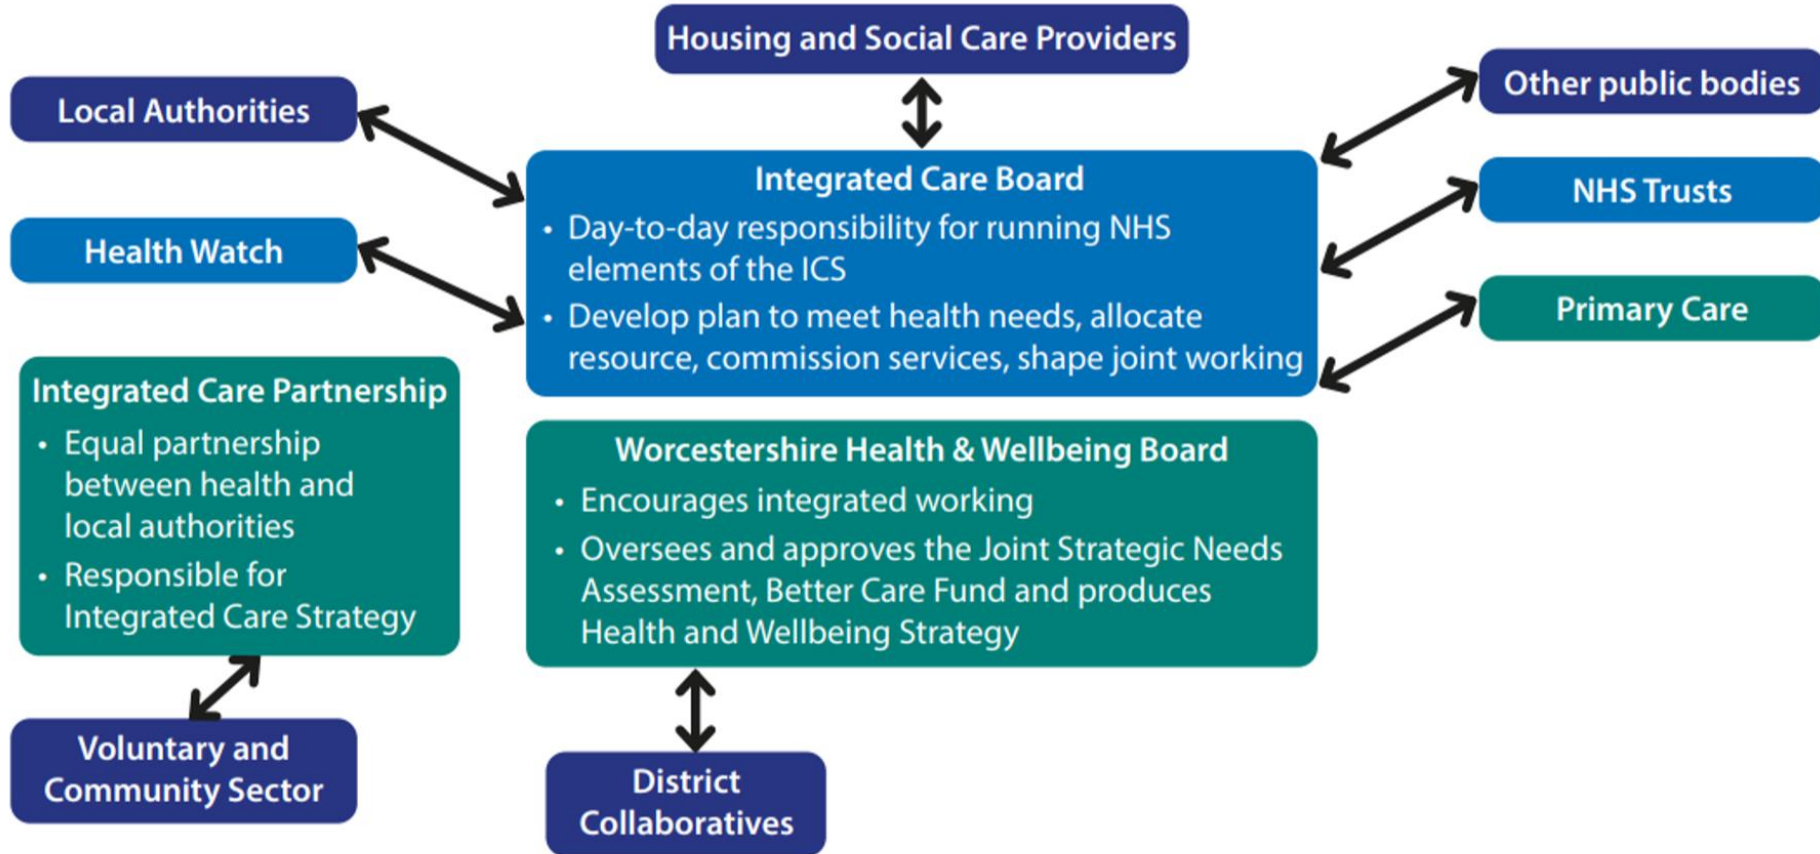 Housing and Social Care Providers
Local Authorities
Other public bodies
Health Watch
NHS Trusts
Primary Care
Integrated Care Board
• Day-to-day responsibility for running NHS
elements of the ICS
• Develop plan to meet health needs, allocate
resource, commission services, shape joint working
Integrated Care Partnership
• Equal partnership
between health and
local authorities
• Responsible for
Integrated Care Strategy
Worcestershire Health & Wellbeing Board
• Encourages integrated working
• Oversees and approves the Joint Strategic Needs
Assessment, Better Care Fund and produces
Health and Wellbeing Strategy
Voluntary and
Community Sector
District
Collaboratives